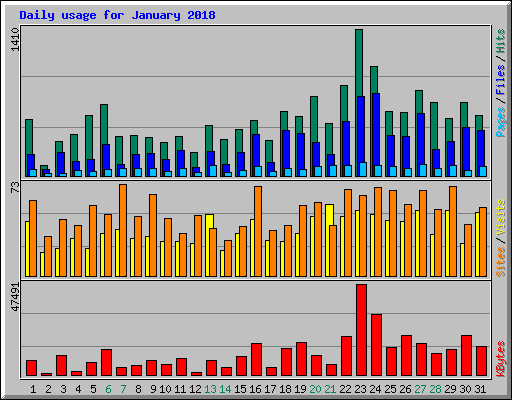 Daily usage for January 2018
1410
Pages / Files / Hits
73
Sites / Visits
47491
KBytes
1 2 3 4 5 6 7 8 9 10 11 12 13 14 15 16 17 18 19 20 21 22 23 24 25 26 27 28 29 30 31